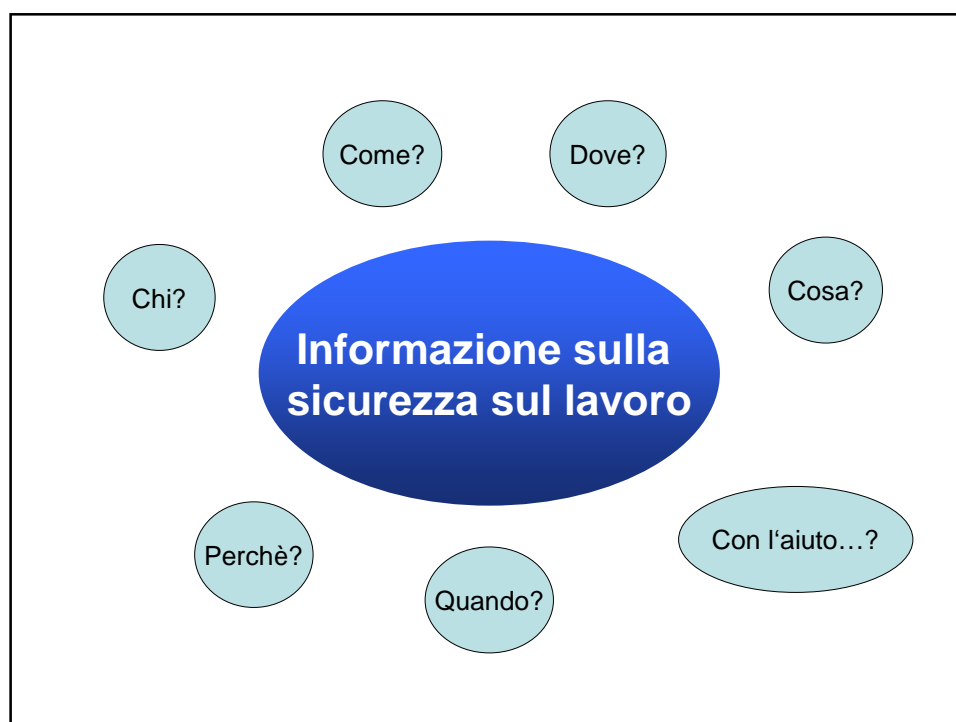 Come?
Dove?
Chi?
Cosa?
Informazione sulla
sicurezza sul lavoro
Perchè?
Con l‘aiuto…?
Quando?